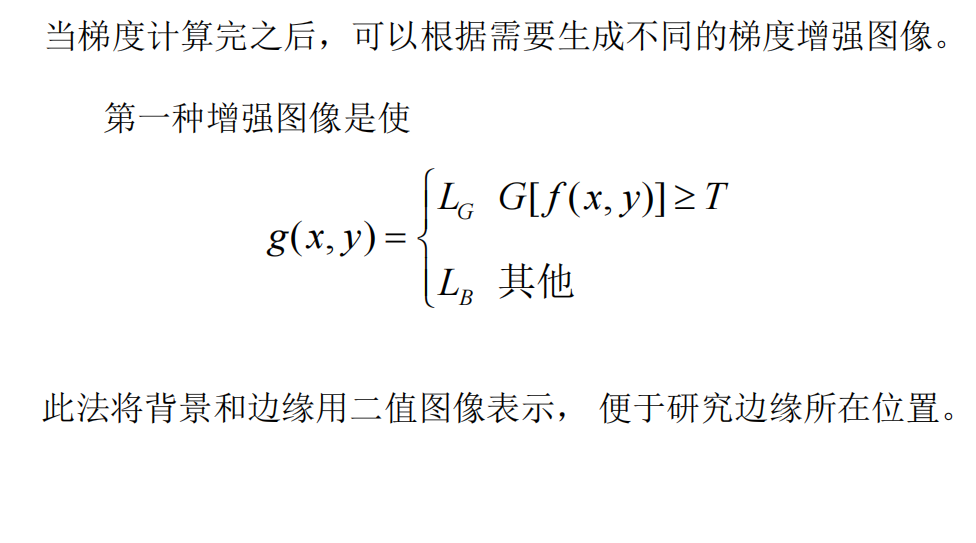 当梯度计算完之后，可以根据需要生成不同的梯度增强图像。
第一种增强图像是使
g(x, y) = { L_G  G[f(x, y)] ≥ T
L_B  其他
此法将背景和边缘用二值图像表示， 便于研究边缘所在位置。